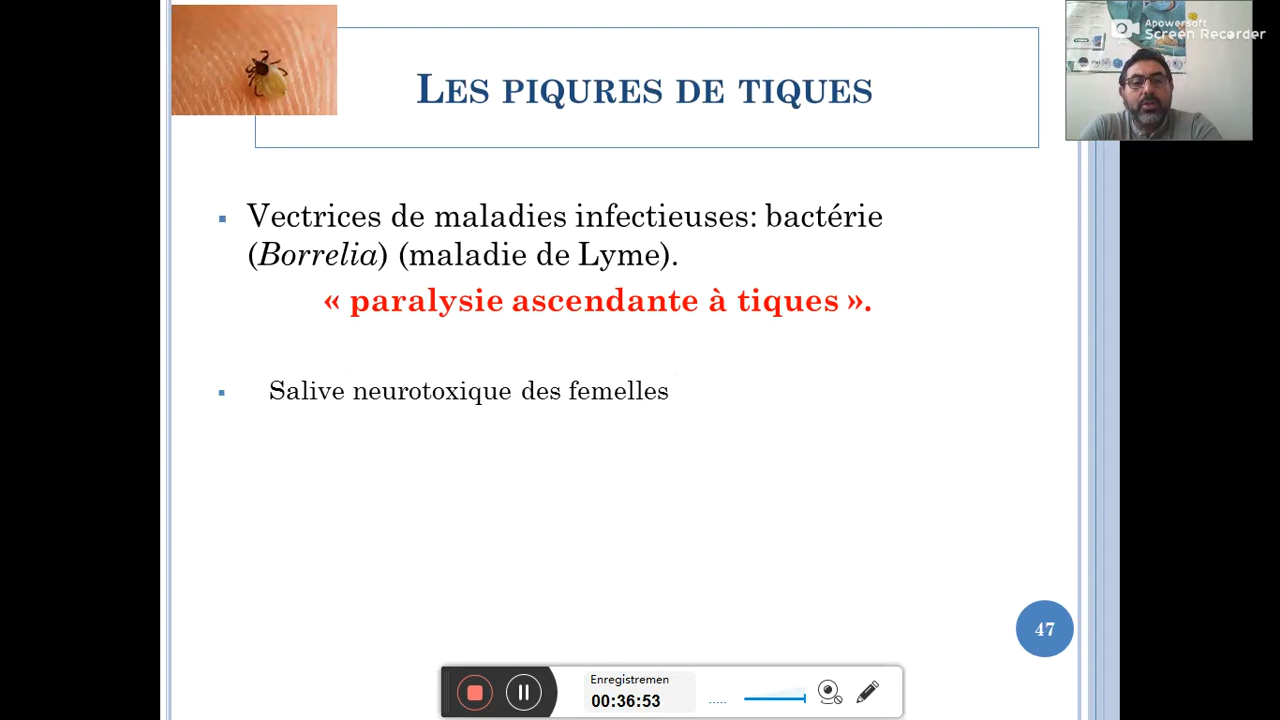 Apowersoft
Screen Recorder
LES PIQURES DE TIQUES
▪ Vectrices de maladies infectieuses: bactérie
(Borrelia) (maladie de Lyme).
« paralysie ascendante à tiques ».
▪ Salive neurotoxique des femelles
47
Enregistremen
00:36:53